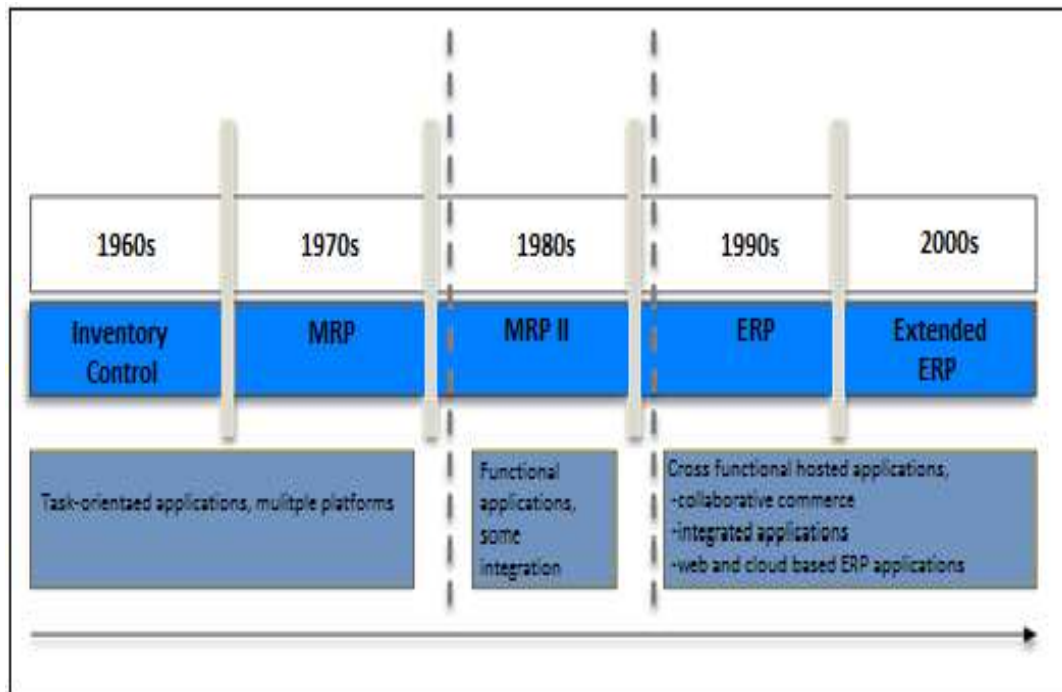 1960s
1970s
1980s
1990s
2000s
Inventory
Control
MRP
MRP II
ERP
Extended
ERP
Task-orientaed applications, mulitple platforms
Functional
applications,
some
integration
Cross functional hosted applications,
-collaborative commerce
-integrated applications
-web and cloud based ERP applications